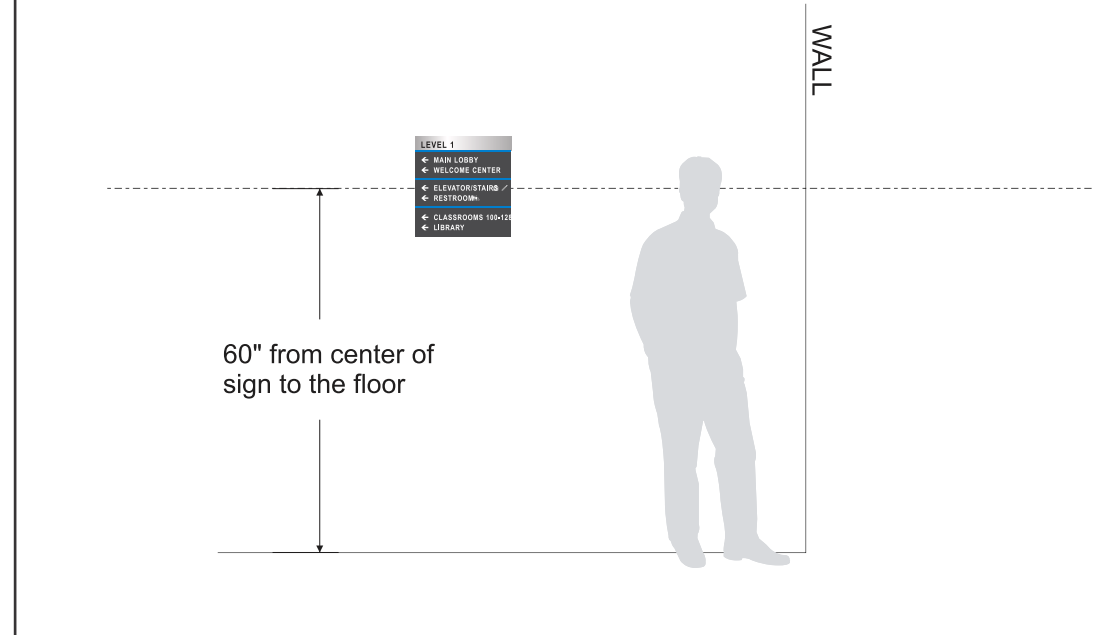 WALL
LEVEL 1
MAIN LOBBY
WELCOME CENTER
ELEVATOR/STAIRS
RESTROOM
CLASSROOMS 100-128
LIBRARY
60" from center of
sign to the floor